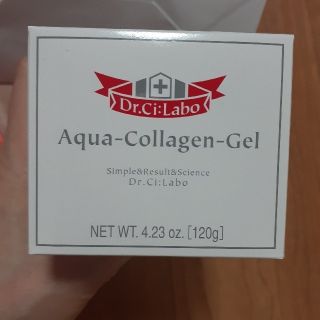 Dr.Ci:Labo
Aqua-Collagen-Gel
Simple&Result&Science
Dr.Ci:Labo
NET WT. 4.23 oz. [120g]